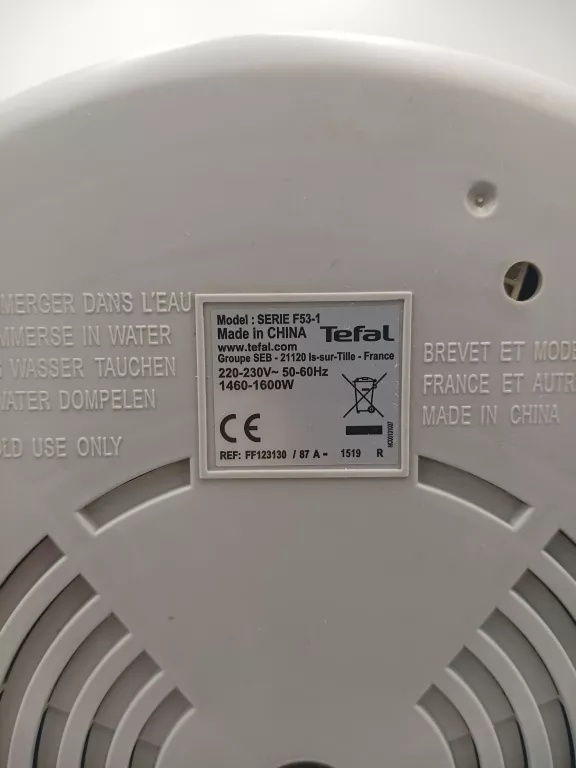 MERGER DANS L'EAU
MMERSE IN WATER
WASSER TAUCHEN
WATER DOMPELEN
OLD USE ONLY
Model : SERIE F53-1
Made in CHINA
Tefal
www.tefal.com
Groupe SEB - 21120 Is-sur-Tille - France
220-230V~ 50-60Hz
1460-1600W
CE
REF: FF123130 / 87 A - 1519 R
BREVET ET MODE
FRANCE ET AUTR
MADE IN CHINA